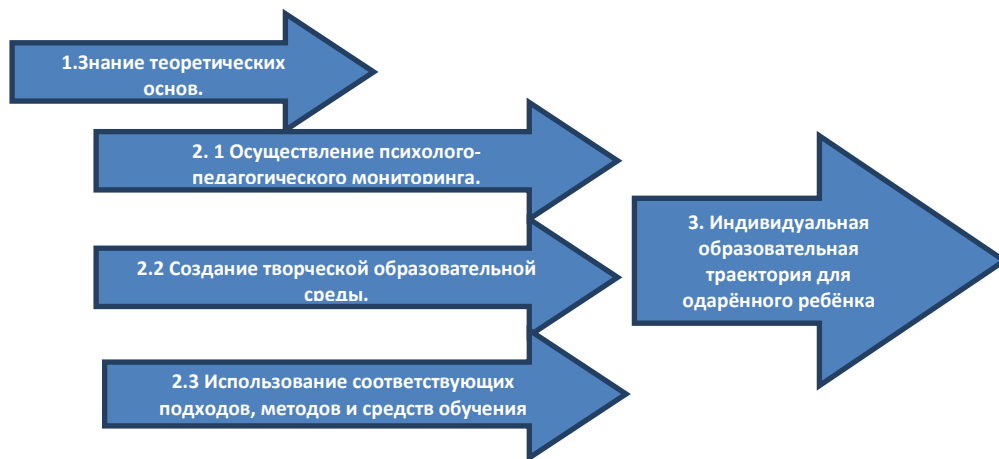 1.Знание теоретических
основ.
2. 1 Осуществление психолого-
педагогического мониторинга.
2.2 Создание творческой образовательной
среды.
2.3 Использование соответствующих
подходов, методов и средств обучения
3. Индивидуальная
образовательная
траектория для
одарённого ребёнка